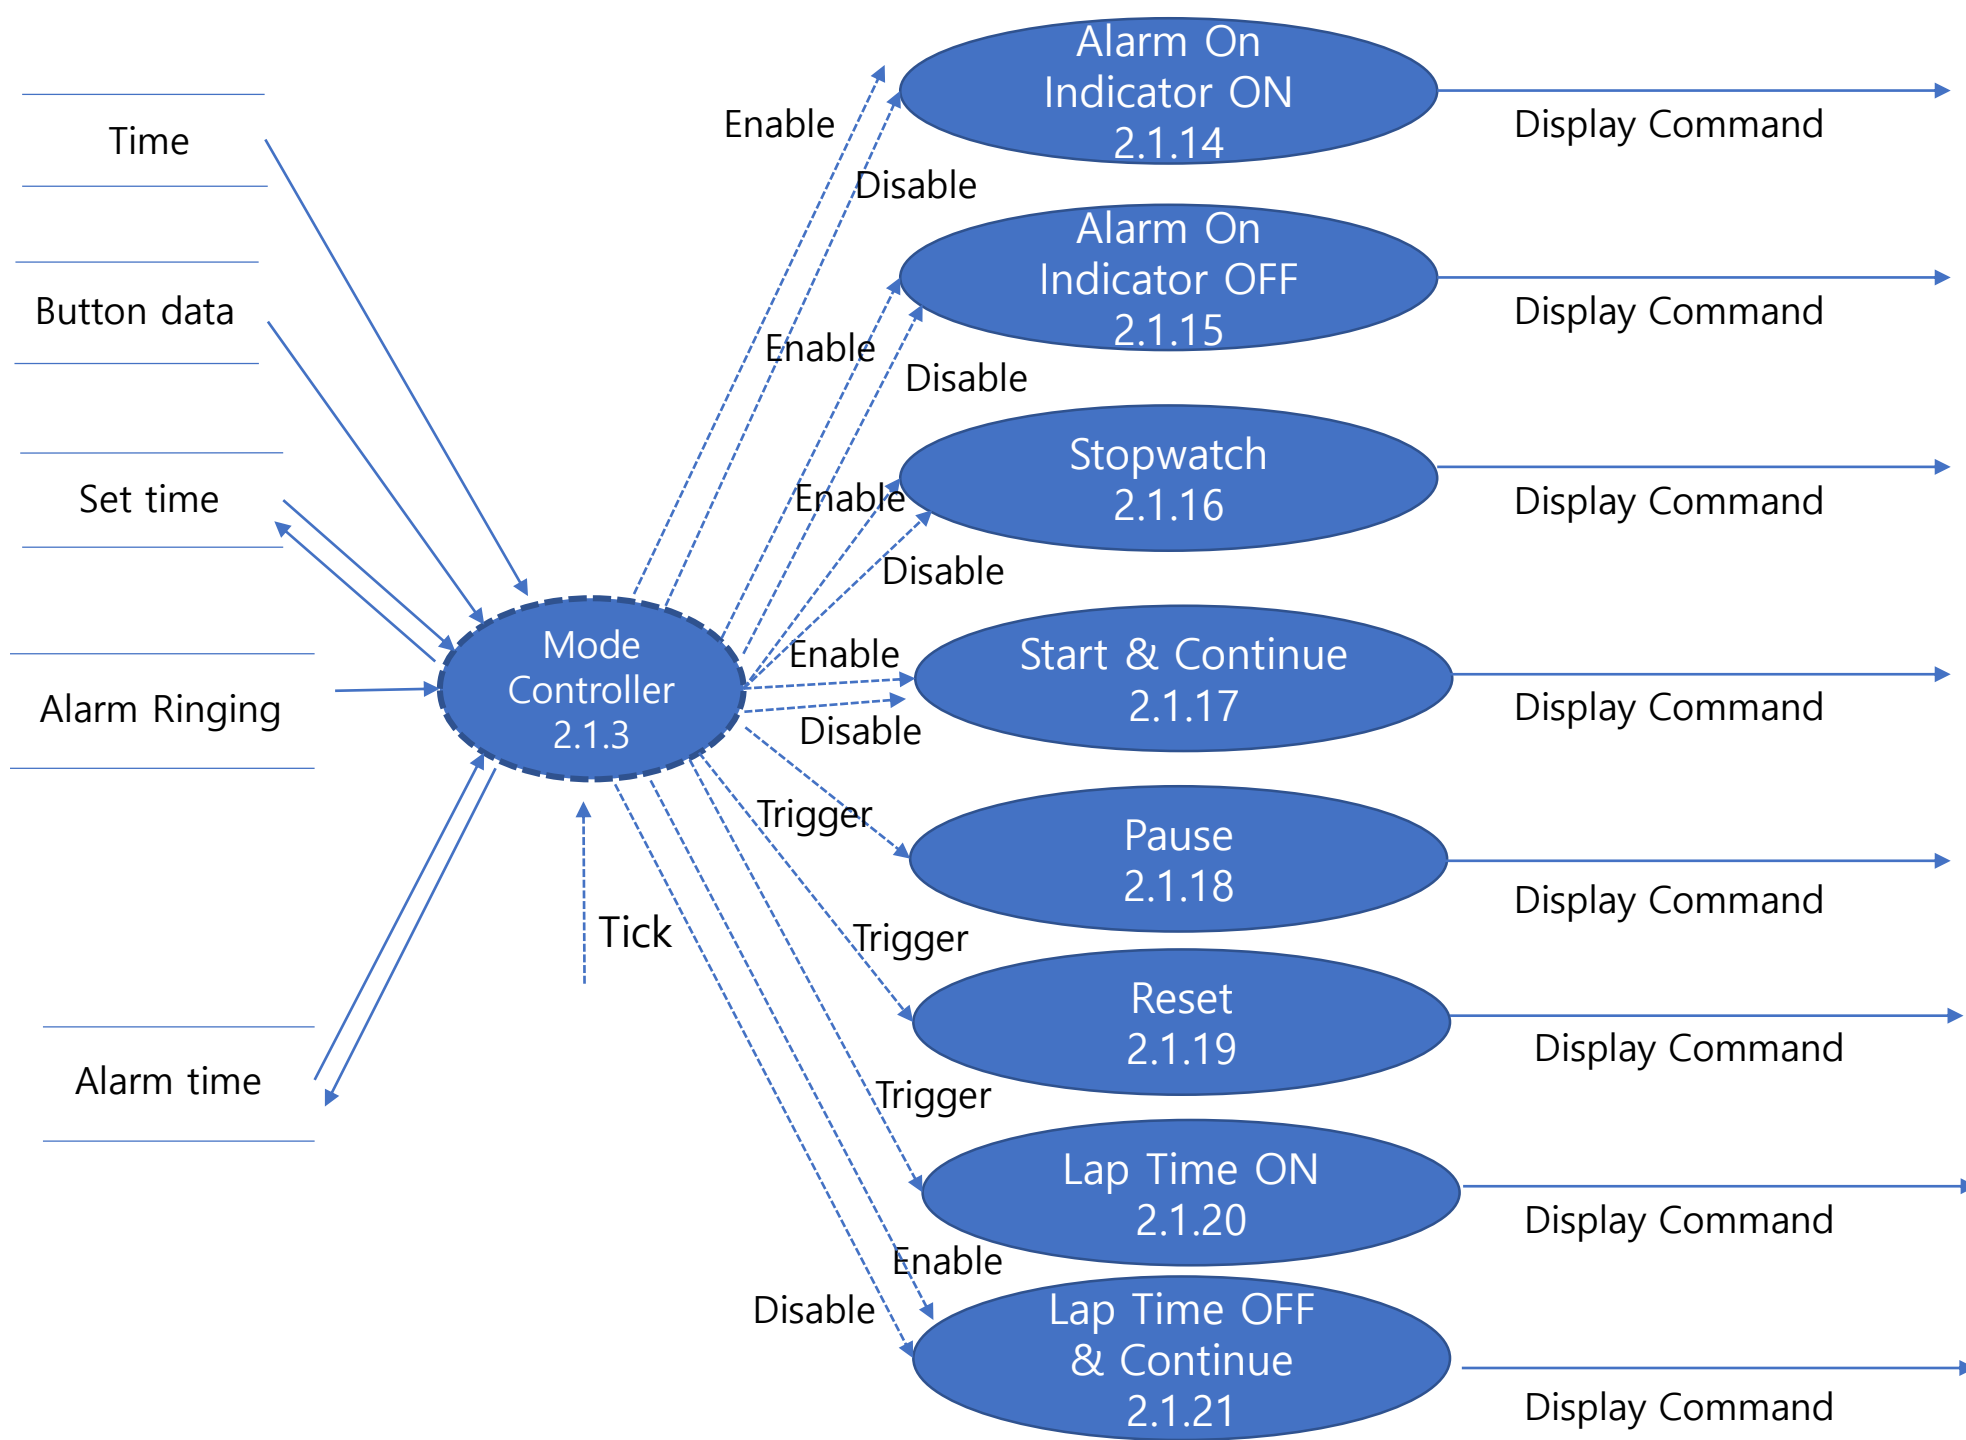 Time
Button data
Set time
Alarm Ringing
Alarm time
Mode
Controller
2.1.3
Tick
Enable
Disable
Alarm On
Indicator ON
2.1.14
Display Command
Enable
Disable
Alarm On
Indicator OFF
2.1.15
Display Command
Enable
Disable
Stopwatch
2.1.16
Display Command
Enable
Disable
Start & Continue
2.1.17
Display Command
Trigger
Pause
2.1.18
Display Command
Trigger
Reset
2.1.19
Display Command
Trigger
Lap Time ON
2.1.20
Display Command
Enable
Disable
Lap Time OFF
& Continue
2.1.21
Display Command